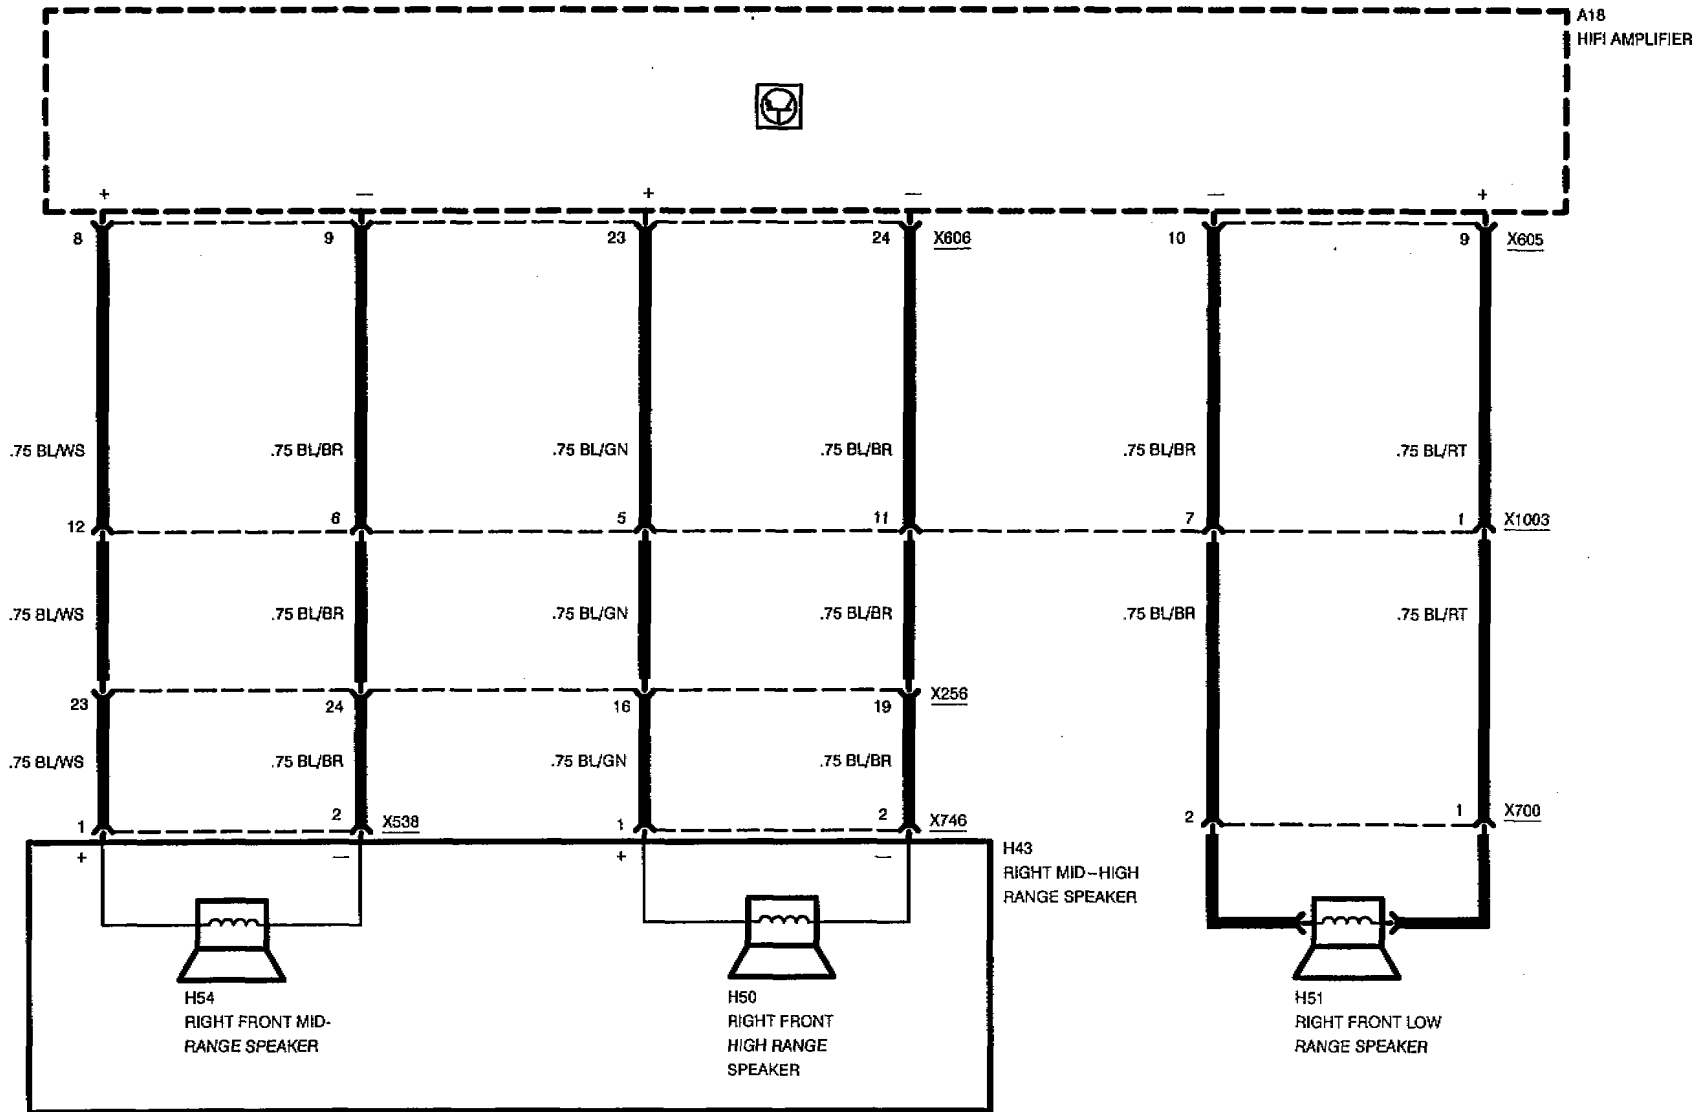 A18
HIFI AMPLIFIER
+ — + — — +
8 9 23 24 X606 10 9 X605
.75 BL/WS .75 BL/BR .75 BL/GN .75 BL/BR .75 BL/BR .75 BL/RT
12 6 5 11 7 1 X1003
.75 BL/WS .75 BL/BR .75 BL/GN .75 BL/BR .75 BL/BR .75 BL/RT
23 24 16 19 X256
.75 BL/WS .75 BL/BR .75 BL/GN .75 BL/BR
1 2 X538 1 2 X746 2 1 X700
+ — + —
H43
RIGHT MID-HIGH
RANGE SPEAKER
H54
RIGHT FRONT MID-
RANGE SPEAKER
H50
RIGHT FRONT
HIGH RANGE
SPEAKER
H51
RIGHT FRONT LOW
RANGE SPEAKER